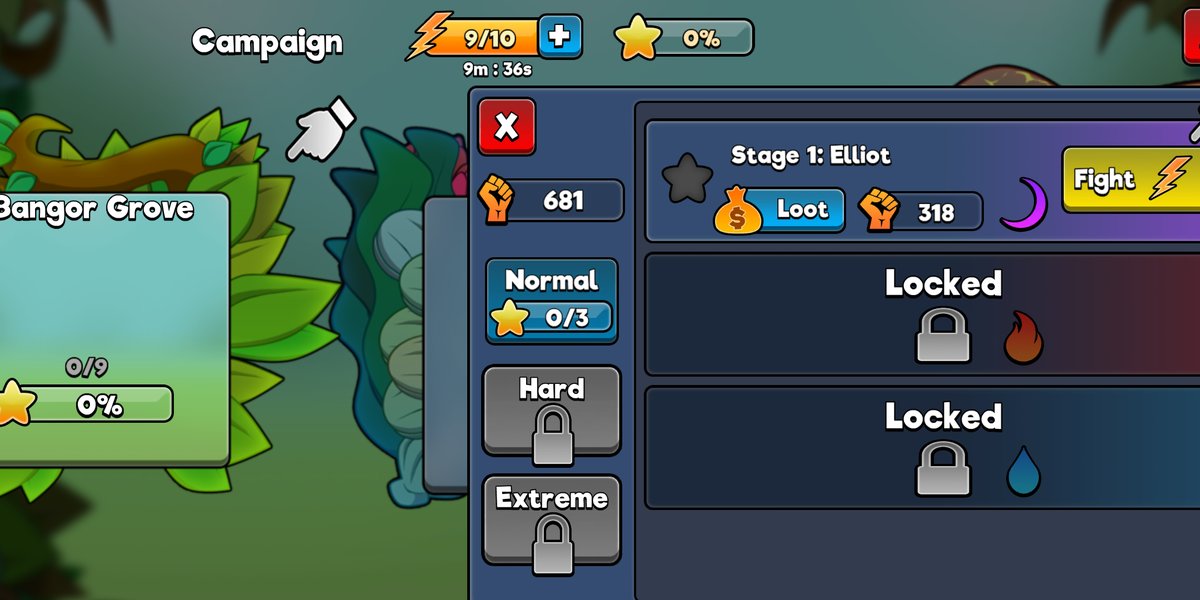 Campaign
9/10
+
0%
9m : 36s
X
Bangor Grove
0/9
0%
681
Normal
0/3
Hard
Extreme
Stage 1: Elliot
Loot
318
Fight
Locked
Locked